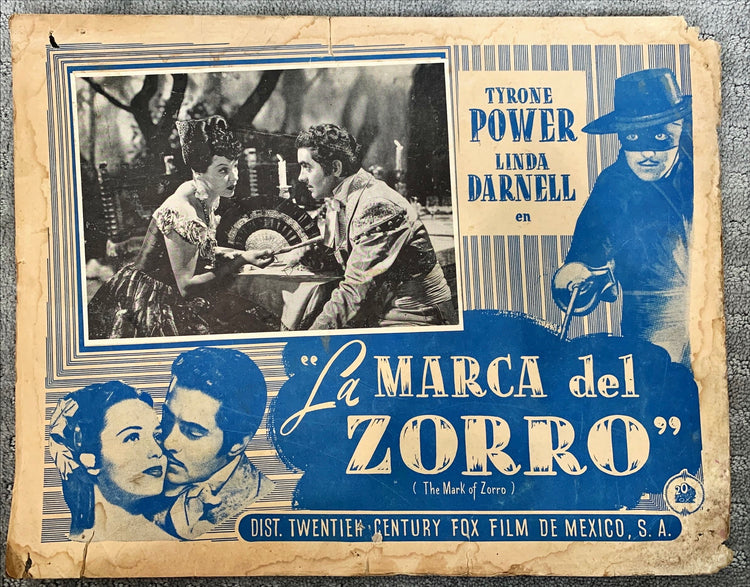 TYRONE
POWER
LINDA
DARNELL
en
"La MARCA del
ZORRO"
( The Mark of Zorro )
20
DIST. TWENTIETH CENTURY FOX FILM DE MEXICO, S. A.